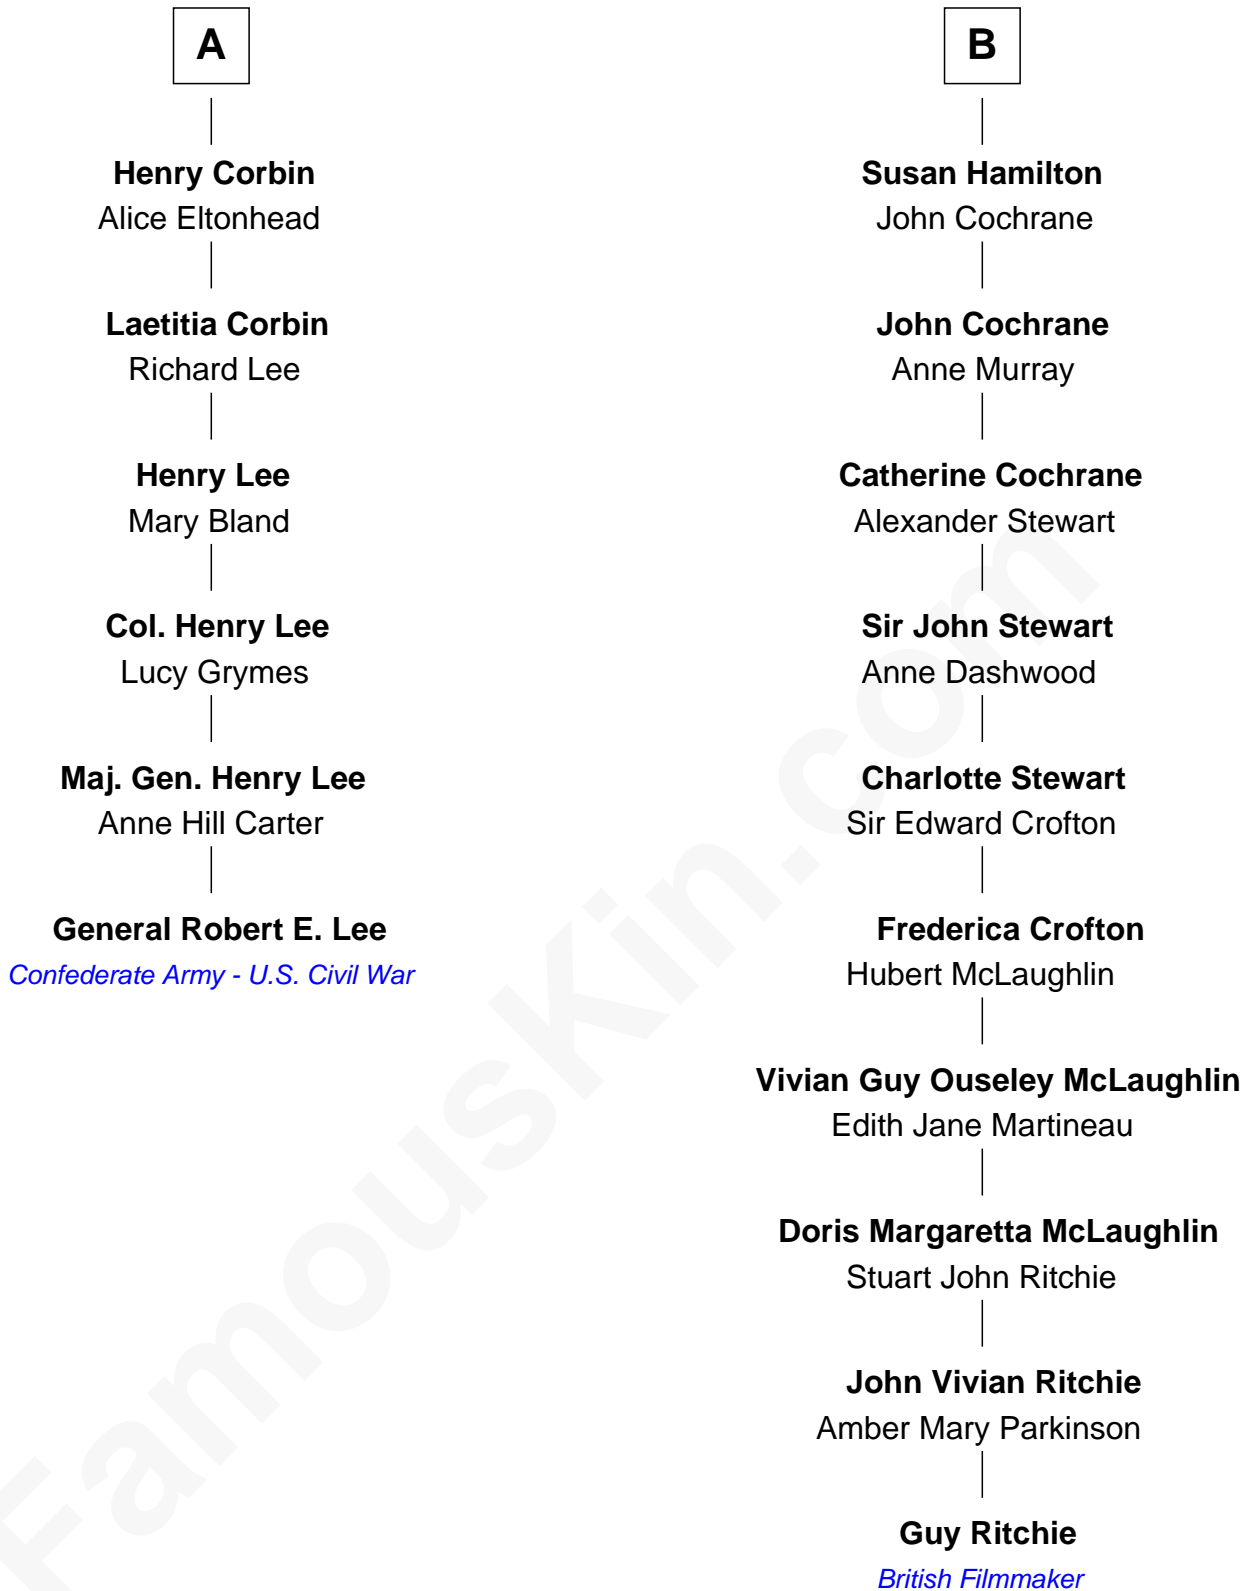 A
Henry Corbin
Alice Eltonhead
Laetitia Corbin
Richard Lee
Henry Lee
Mary Bland
Col. Henry Lee
Lucy Grymes
Maj. Gen. Henry Lee
Anne Hill Carter
General Robert E. Lee
Confederate Army - U.S. Civil War
B
Susan Hamilton
John Cochrane
John Cochrane
Anne Murray
Catherine Cochrane
Alexander Stewart
Sir John Stewart
Anne Dashwood
Charlotte Stewart
Sir Edward Crofton
Frederica Crofton
Hubert McLaughlin
Vivian Guy Ouseley McLaughlin
Edith Jane Martineau
Doris Margaretta McLaughlin
Stuart John Ritchie
John Vivian Ritchie
Amber Mary Parkinson
Guy Ritchie
British Filmmaker
FamousKin.com